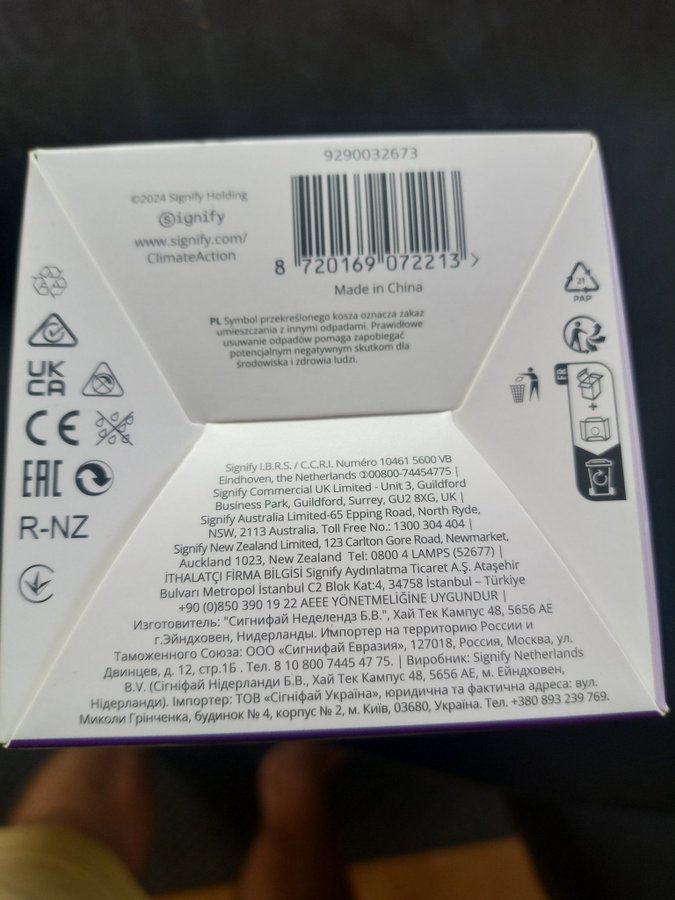 9290032673
©2024 Signify Holding
Signify
www.signify.com/
ClimateAction
8 720169 072213 >
Made in China
PL Symbol przekreślonego kosza oznacza zakaz
umieszczania z innymi odpadami. Prawidłowe
usuwanie odpadów pomaga zapobiegać
potencjalnym negatywnym skutkom dla
środowiska i zdrowia ludzi.
21
PAP
UK
CA
CE
EAC
R-NZ
Signify I.B.R.S. / C.C.R.I. Numéro 10461 5600 VB
Eindhoven, the Netherlands 00800-74454775 |
Signify Commercial UK Limited - Unit 3, Guildford
Business Park, Guildford, Surrey, GU2 8XG, UK |
Signify Australia Limited-65 Epping Road, North Ryde,
NSW, 2113 Australia. Toll Free No.: 1300 304 404 |
Signify New Zealand Limited, 123 Carlton Gore Road, Newmarket,
Auckland 1023, New Zealand Tel: 0800 4 LAMPS (52677) |
İTHALATÇI FİRMA BİLGİSİ Signify Aydınlatma Ticaret A.Ş. Ataşehir
Bulvarı Metropol İstanbul C2 Blok Kat:4, 34758 İstanbul – Türkiye
+90 (0)850 390 19 22 AEEE YÖNETMELİĞİNE UYGUNDUR |
Изготовитель: "Сигнифай Неделендз Б.В.", Хай Тек Кампус 48, 5656 AE
г.Эйндховен, Нидерланды. Импортер на территорию России и
Таможенного Союза: ООО «Сигнифай Евразия», 127018, Россия, Москва, ул.
Двинцев, д. 12, стр.1Б . Тел. 8 10 800 7445 47 75. | Виробник: Signify Netherlands
B.V. (Сігніфай Нідерланди Б.В., Хай Тек Кампус 48, 5656 AE, м. Ейндховен,
Нідерланди). Імпортер: ТОВ «Сігніфай Україна», юридична та фактична адреса: вул.
Миколи Грінченка, будинок № 4, корпус № 2, м. Київ, 03680, Україна. Тел. +380 893 239 769.